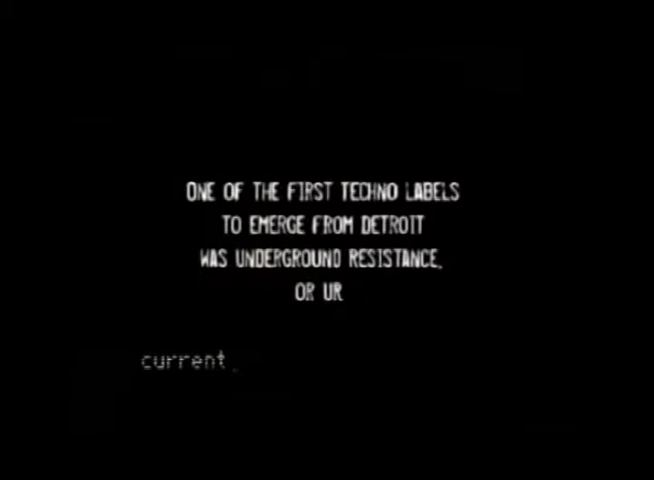 ONE OF THE FIRST TECHNO LABELS
TO EMERGE FROM DETROIT
WAS UNDERGROUND RESISTANCE,
OR UR
current.